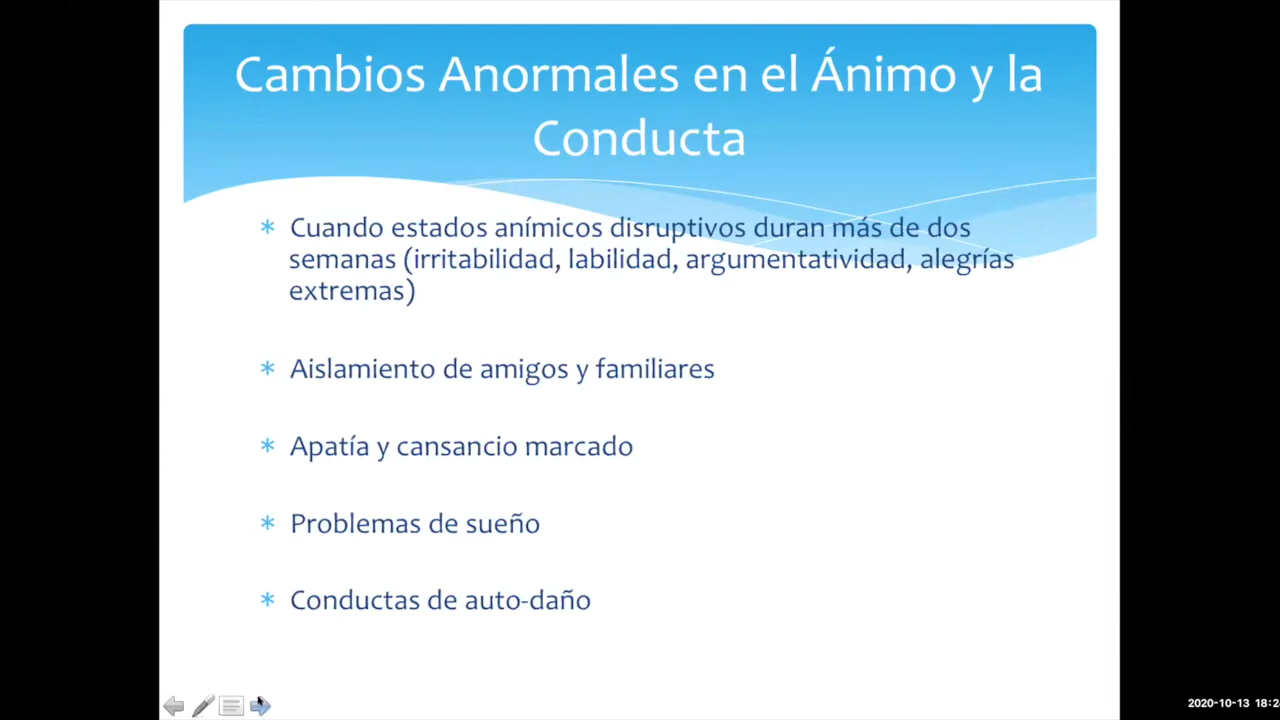 Cambios Anormales en el Ánimo y la
Conducta
* Cuando estados anímicos disruptivos duran más de dos
semanas (irritabilidad, labilidad, argumentatividad, alegrías
extremas)
* Aislamiento de amigos y familiares
* Apatía y cansancio marcado
* Problemas de sueño
* Conductas de auto-daño
2020-10-13 18:2